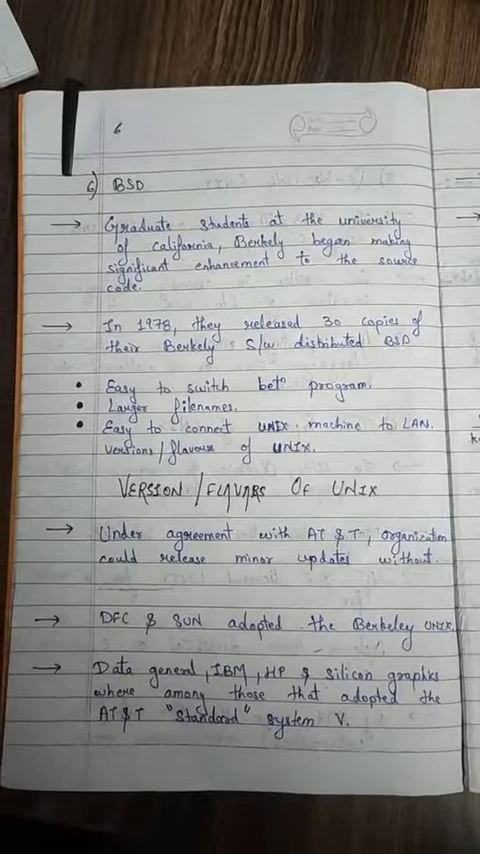 6
6) BSD
→ Graduate students at the university
of california, Berkely began making
significant enhancement to the source
code.
→ In 1978, they released 30 copies of
their Berkely S/w distributed BSD
• Easy to switch betn program.
• Larger filenames.
• Easy to connect UNIX machine to LAN.
versions/flavour of UNIX.
VERSION / FLAVARS OF UNIX
→ Under agreement with AT & T, organization
could release minor updates without
→ DFC & SUN adopted the Berkeley UNIX.
→ Data general, IBM, HP & Silicon graphks
where among those that adopted the
AT&T "Standard" system V.